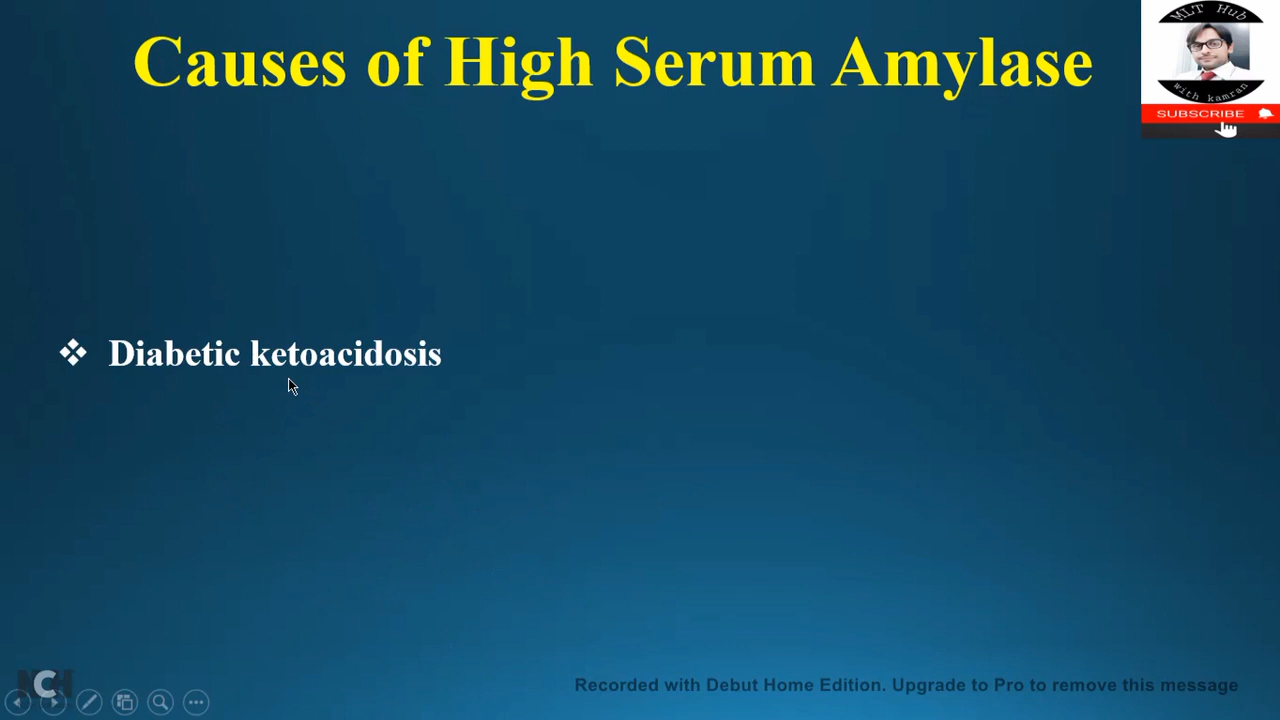 Causes of High Serum Amylase
MLT Hub
with kamran
SUBSCRIBE
❖ Diabetic ketoacidosis
Recorded with Debut Home Edition. Upgrade to Pro to remove this message